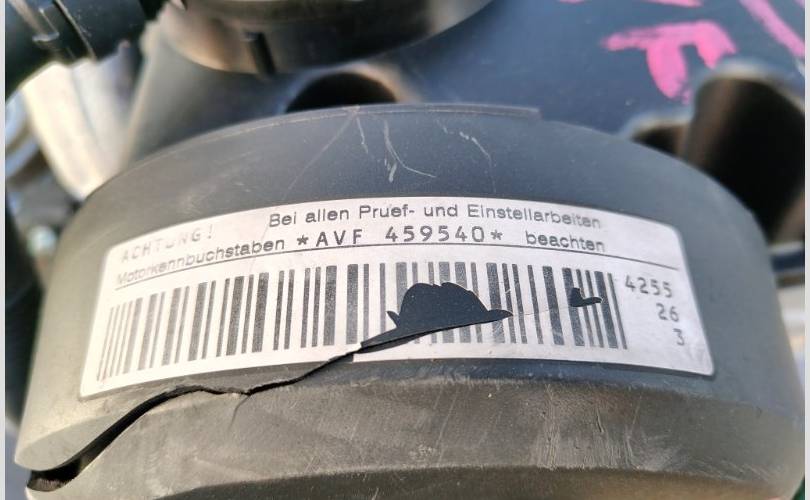 ACHTUNG! Bei allen Pruef- und Einstellarbeiten
Motorkennbuchstaben *AVF 459540* beachten
4255
26
3